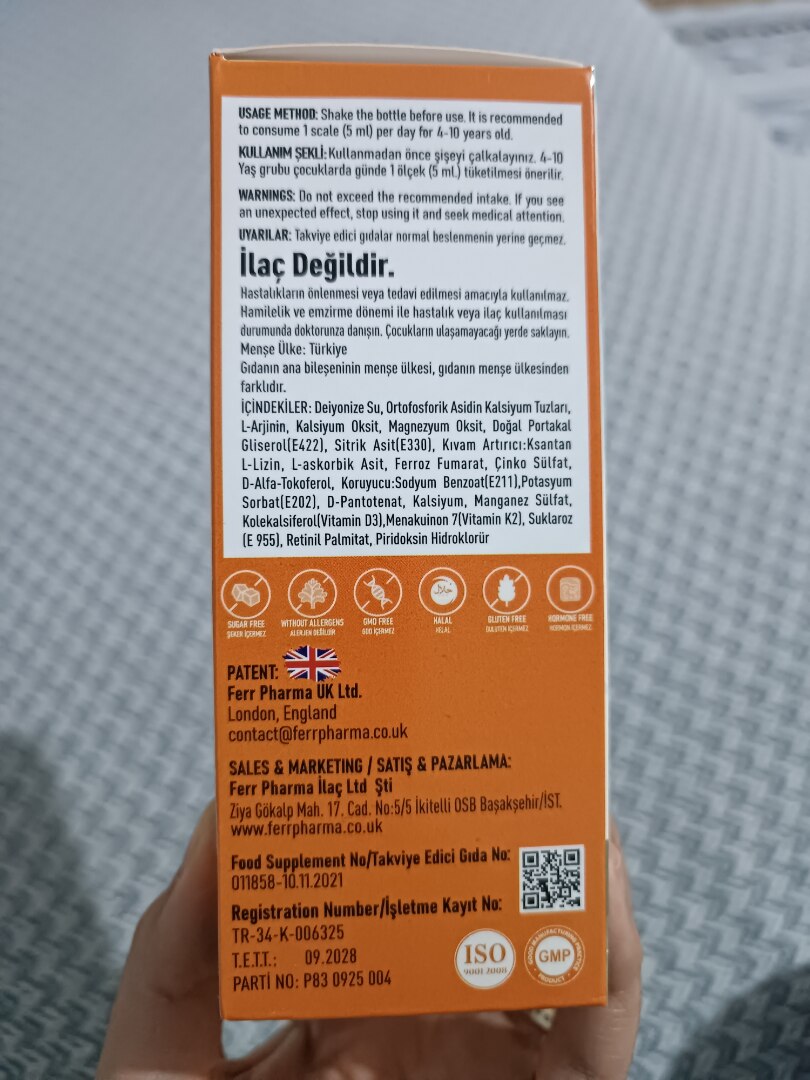 USAGE METHOD: Shake the bottle before use. It is recommended
to consume 1 scale (5 ml) per day for 4-10 years old.
KULLANIM ŞEKLİ: Kullanmadan önce şişeyi çalkalayınız. 4-10
Yaş grubu çocuklarda günde 1 ölçek (5 ml.) tüketilmesi önerilir.
WARNINGS: Do not exceed the recommended intake. If you see
an unexpected effect, stop using it and seek medical attention.
UYARILAR: Takviye edici gıdalar normal beslenmenin yerine geçmez.
İlaç Değildir.
Hastalıkların önlenmesi veya tedavi edilmesi amacıyla kullanılmaz.
Hamilelik ve emzirme dönemi ile hastalık veya ilaç kullanılması
durumunda doktorunza danışın. Çocukların ulaşamayacağı yerde saklayın.
Menşe Ülke: Türkiye
Gıdanın ana bileşeninin menşe ülkesi, gıdanın menşe ülkesinden
farklıdır.
İÇİNDEKİLER: Deiyonize Su, Ortofosforik Asidin Kalsiyum Tuzları,
L-Arjinin, Kalsiyum Oksit, Magnezyum Oksit, Doğal Portakal
Gliserol(E422), Sitrik Asit(E330), Kıvam Artırıcı:Ksantan
L-Lizin, L-askorbik Asit, Ferroz Fumarat, Çinko Sülfat,
D-Alfa-Tokoferol, Koruyucu:Sodyum Benzoat(E211),Potasyum
Sorbat(E202), D-Pantotenat, Kalsiyum, Manganez Sülfat,
Kolekalsiferol(Vitamin D3),Menakuinon 7(Vitamin K2), Suklaroz
(E 955), Retinil Palmitat, Piridoksin Hidroklorür
SUGAR FREE WITHOUT ALLERGENS GMO FREE HALAL GLUTEN FREE HORMONE FREE
ŞEKER İÇERMEZ ALERJEN DEĞİLDİR GDO İÇERMEZ HELAL GULUTEN İÇERMEZ HORMON İÇERMEZ
PATENT:
Ferr Pharma UK Ltd.
London, England
contact@ferrpharma.co.uk
SALES & MARKETING / SATIŞ & PAZARLAMA:
Ferr Pharma İlaç Ltd Şti
Ziya Gökalp Mah. 17. Cad. No:5/5 İkitelli OSB Başakşehir/İST.
www.ferrpharma.co.uk
Food Supplement No/Takviye Edici Gıda No:
011858-10.11.2021
Registration Number/İşletme Kayıt No:
TR-34-K-006325
T.E.T.T.: 09.2028
PARTİ NO: P83 0925 004
ISO
9001 2008
GOOD MANUFACTURING PRACTICE
GMP
PRODUCT